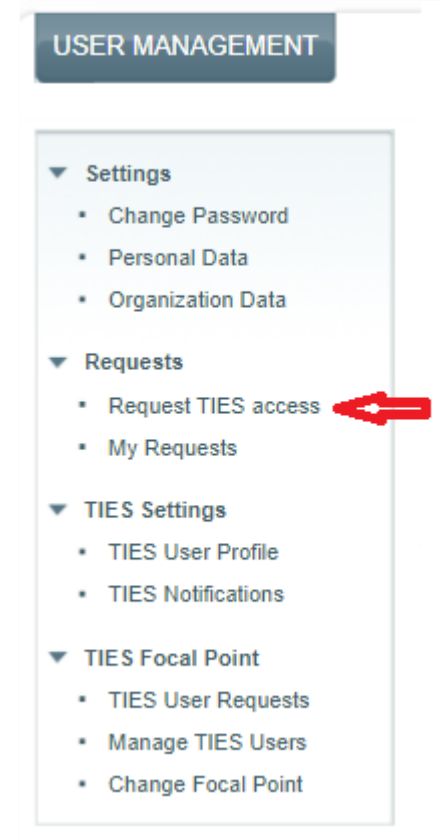 USER MANAGEMENT
Settings
Change Password
Personal Data
Organization Data
Requests
Request TIES access
My Requests
TIES Settings
TIES User Profile
TIES Notifications
TIES Focal Point
TIES User Requests
Manage TIES Users
Change Focal Point